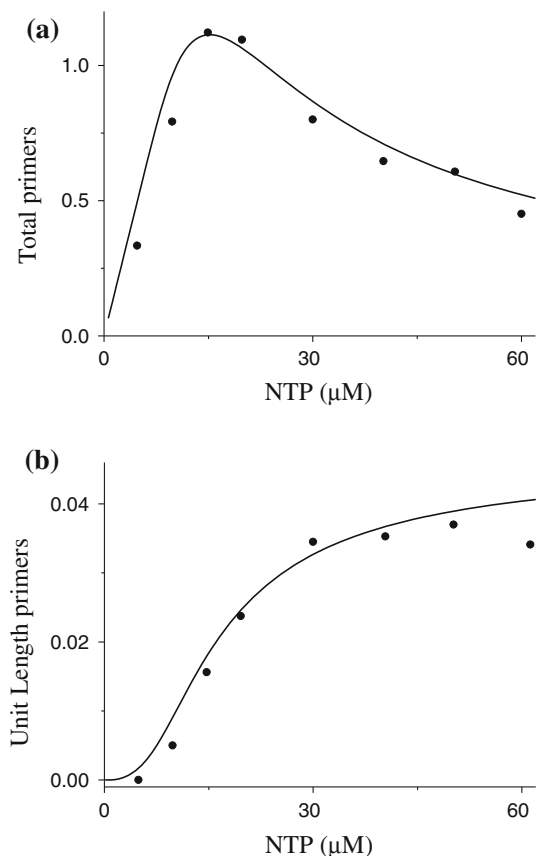 (a)
1.0
Total primers
0.5
0.0
0 30 60
NTP (μM)
(b)
0.04
Unit Length primers
0.02
0.00
0 30 60
NTP (μM)